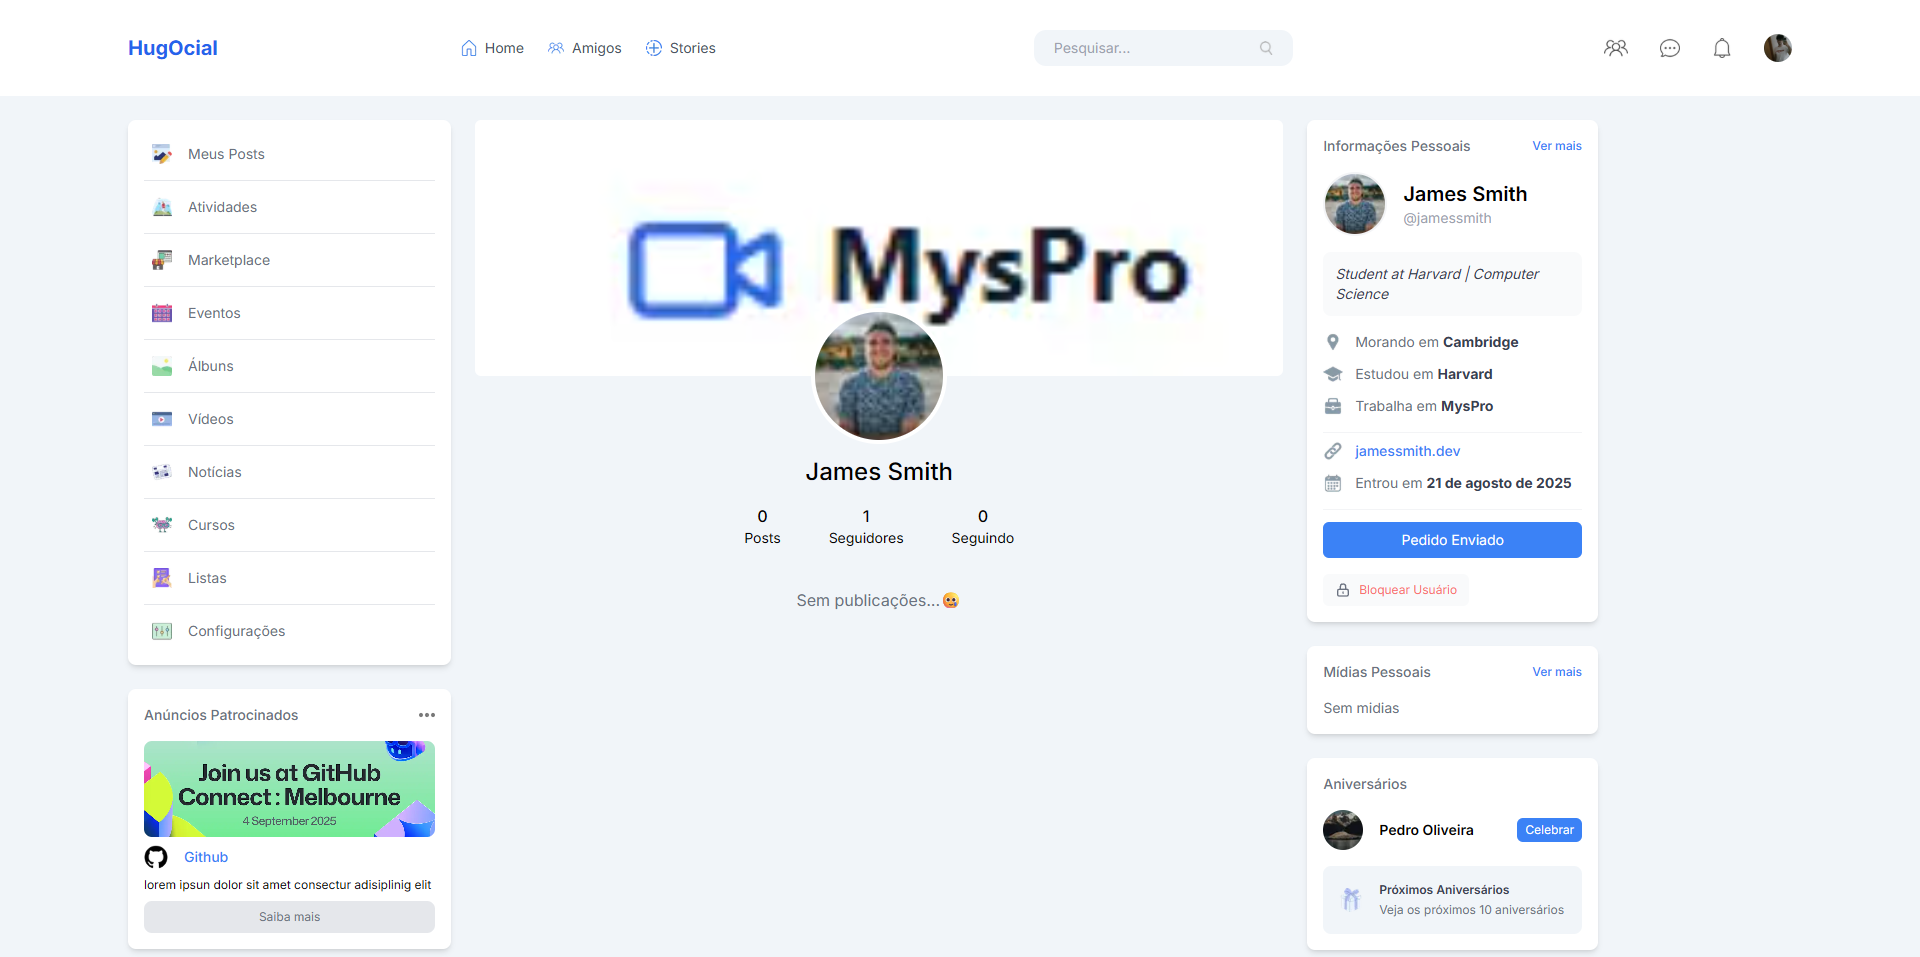 HugOcial
Home
Amigos
Stories
Pesquisar...
Meus Posts
Atividades
Marketplace
Eventos
Álbuns
Vídeos
Notícias
Cursos
Listas
Configurações
Anúncios Patrocinados
Join us at GitHub
Connect : Melbourne
4 September 2025
Github
lorem ipsun dolor sit amet consectur adisiplinig elit
Saiba mais
MysPro
James Smith
0
Posts
1
Seguidores
0
Seguindo
Sem publicações...🤐
Informações Pessoais
Ver mais
James Smith
@jamessmith
Student at Harvard | Computer
Science
Morando em Cambridge
Estudou em Harvard
Trabalha em MysPro
jamessmith.dev
Entrou em 21 de agosto de 2025
Pedido Enviado
Bloquear Usuário
Mídias Pessoais
Ver mais
Sem midias
Aniversários
Pedro Oliveira
Celebrar
Próximos Aniversários
Veja os próximos 10 aniversários